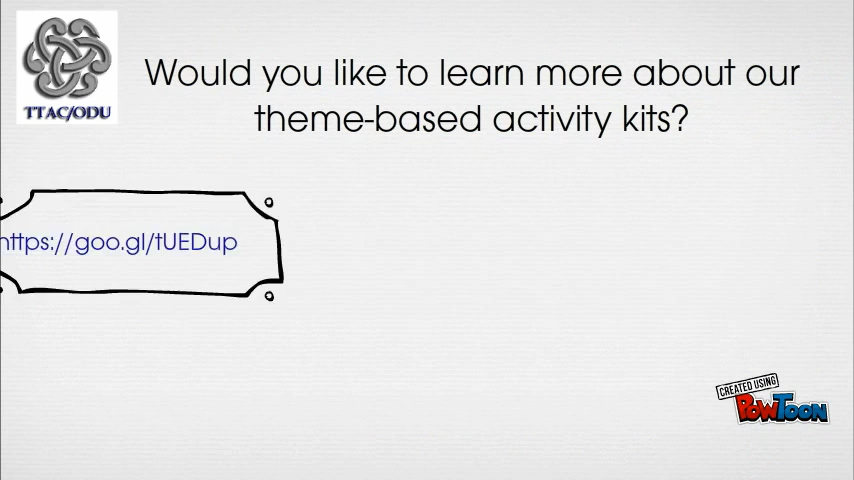 TTAC/ODU
Would you like to learn more about our
theme-based activity kits?
https://goo.gl/tUEDup
CREATED USING
POWTOON